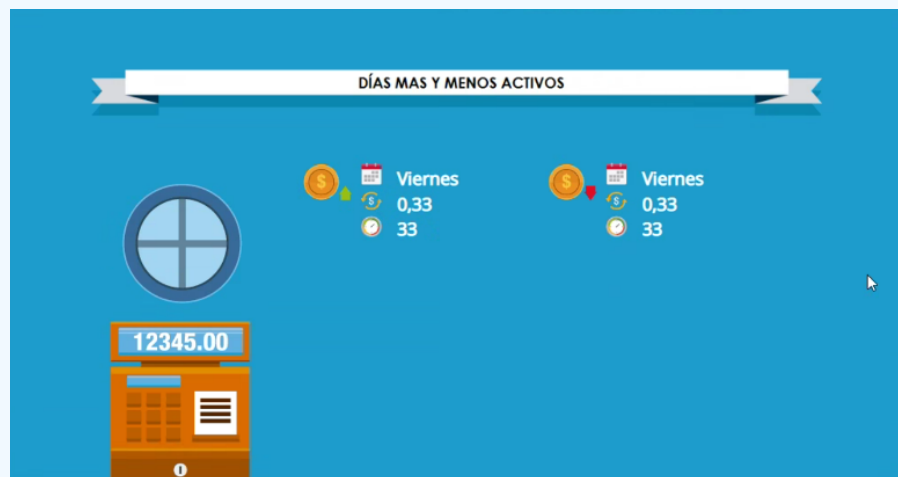 DÍAS MAS Y MENOS ACTIVOS
$ Viernes $ Viernes
$ 0,33 $ 0,33
33 33
12345.00